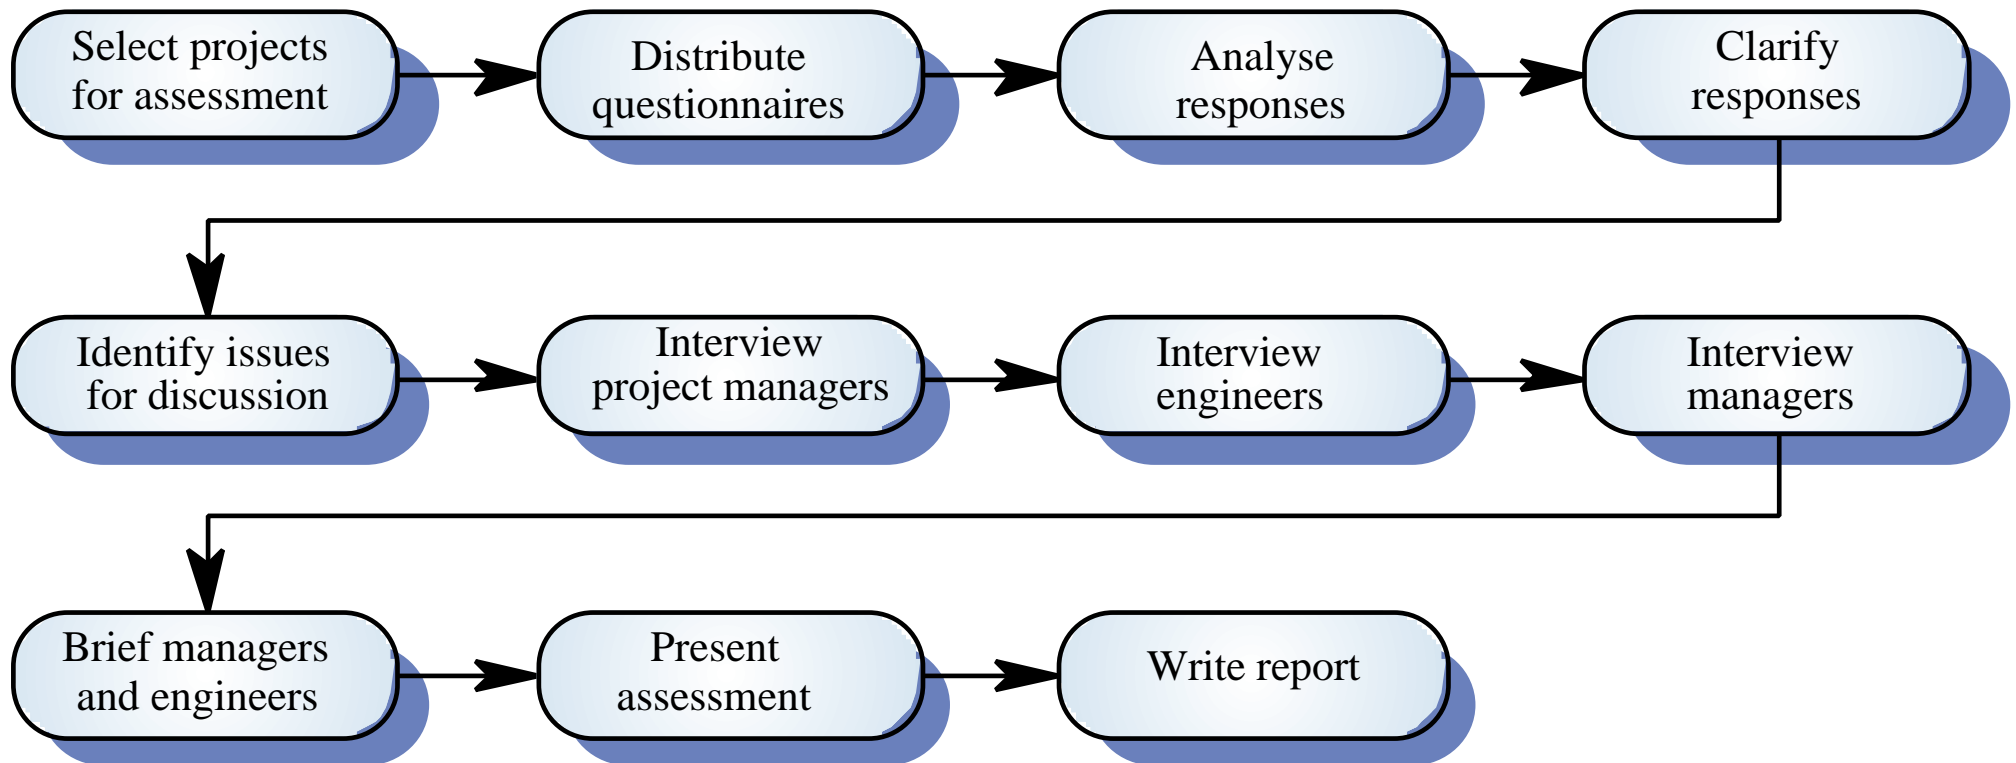 Select projects
for assessment
Distribute
questionnaires
Analyse
responses
Clarify
responses
Identify issues
for discussion
Interview
project managers
Interview
engineers
Interview
managers
Brief managers
and engineers
Present
assessment
Write report